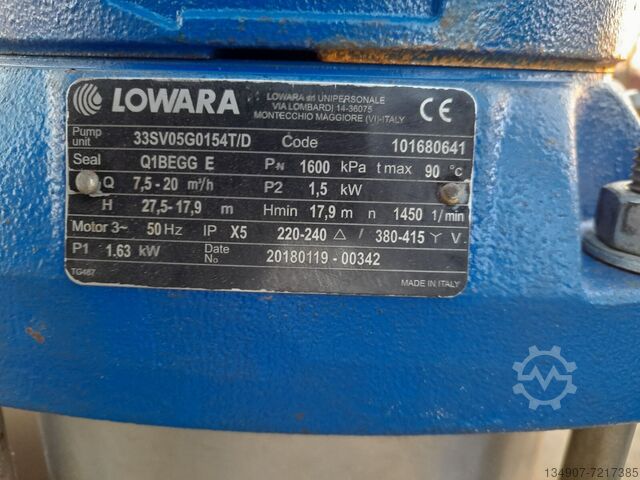 LOWARA
LOWARA srl UNIPERSONALE
VIA LOMBARDI 14-36075
MONTECCHIO MAGGIORE (VI)-ITALY
CE
Pump unit 33SV05G0154T/D Code 101680641
Seal Q1BEGG E PN 1600 kPa t max 90 °C
Q 7,5-20 m³/h P2 1,5 kW
H 27,5-17,9 m Hmin 17,9 m n 1450 1/min
Motor 3~ 50 Hz IP X5 220-240 △ / 380-415 Y V
P1 1.63 kW Date No 20180119 - 00342
TG467 MADE IN ITALY
134907-7217385